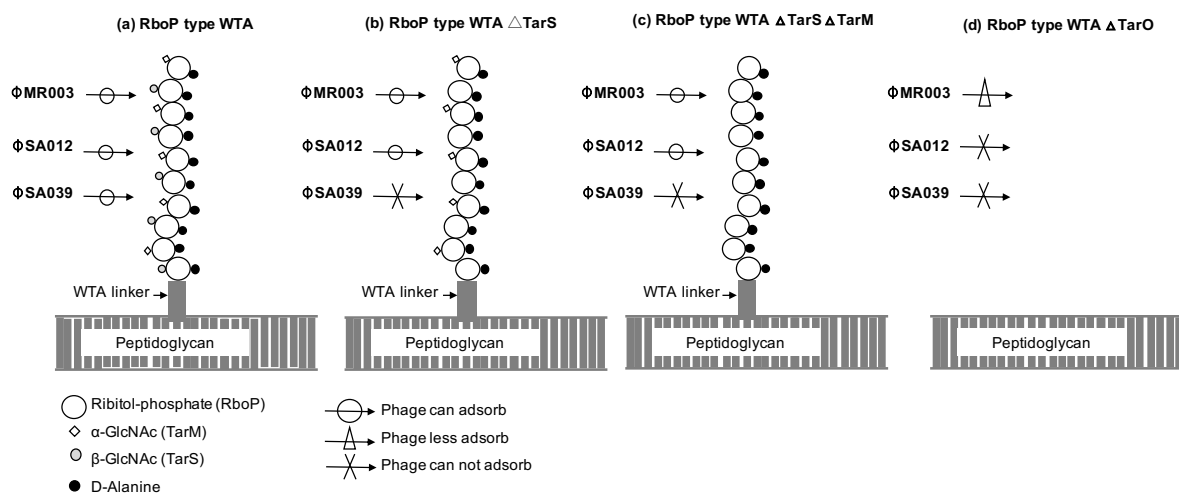 (a) RboP type WTA
(b) RboP type WTA △TarS
(c) RboP type WTA ΔTarS ΔTarM
(d) RboP type WTA ΔTarO
ΦMR003
ΦSA012
ΦSA039
WTA linker
Peptidoglycan
ΦMR003
ΦSA012
ΦSA039
WTA linker
Peptidoglycan
ΦMR003
ΦSA012
ΦSA039
WTA linker
Peptidoglycan
ΦMR003
ΦSA012
ΦSA039
Peptidoglycan
Ribitol-phosphate (RboP)
α-GlcNAc (TarM)
β-GlcNAc (TarS)
D-Alanine
Phage can adsorb
Phage less adsorb
Phage can not adsorb